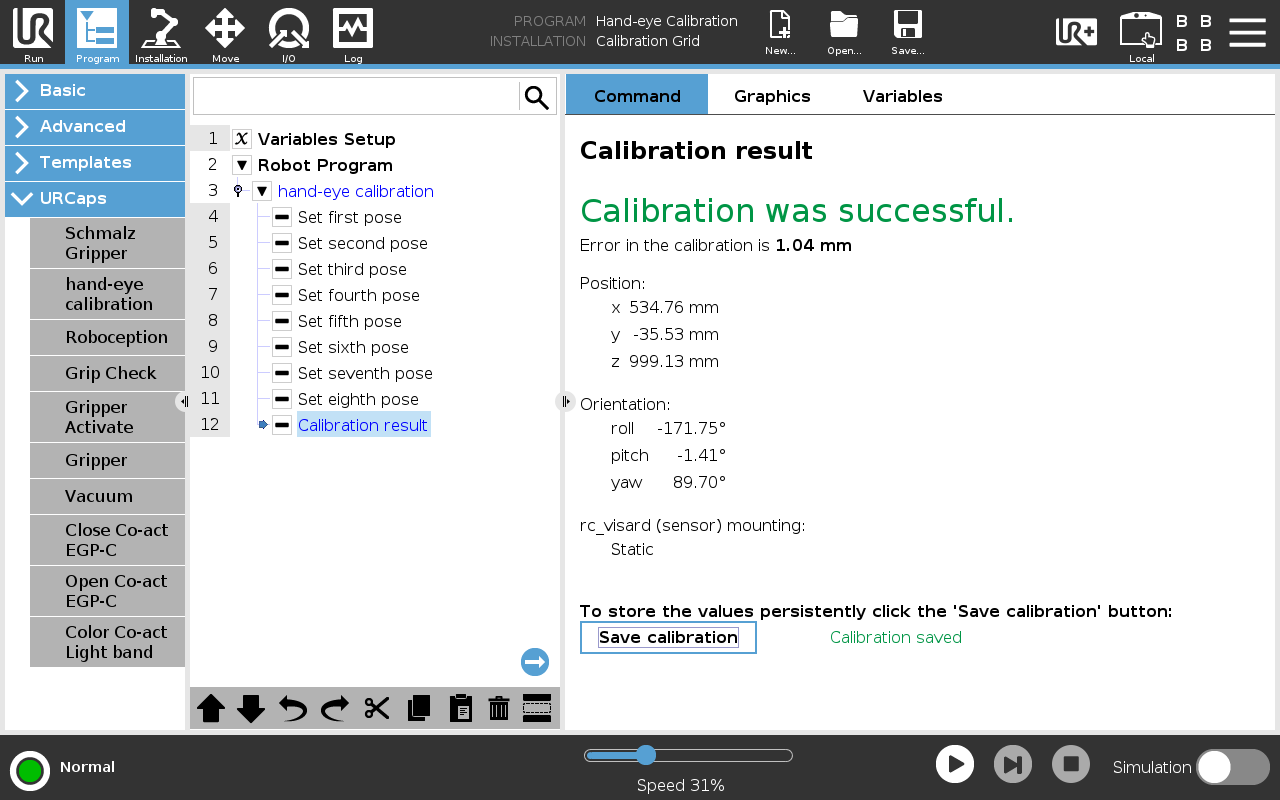 UR
Run
Program
Installation
Move
I/O
Log
PROGRAM Hand-eye Calibration
INSTALLATION Calibration Grid
New...
Open...
Save...
UR+
Local
B B
B B
Basic
Advanced
Templates
URCaps
Schmalz
Gripper
hand-eye
calibration
Roboception
Grip Check
Gripper
Activate
Gripper
Vacuum
Close Co-act
EGP-C
Open Co-act
EGP-C
Color Co-act
Light band
1 x Variables Setup
2 Robot Program
3 hand-eye calibration
4 Set first pose
5 Set second pose
6 Set third pose
7 Set fourth pose
8 Set fifth pose
9 Set sixth pose
10 Set seventh pose
11 Set eighth pose
12 Calibration result
Command Graphics Variables
Calibration result
Calibration was successful.
Error in the calibration is 1.04 mm
Position:
x 534.76 mm
y -35.53 mm
z 999.13 mm
Orientation:
roll -171.75°
pitch -1.41°
yaw 89.70°
rc_visard (sensor) mounting:
Static
To store the values persistently click the 'Save calibration' button:
Save calibration Calibration saved
Normal
Speed 31%
Simulation